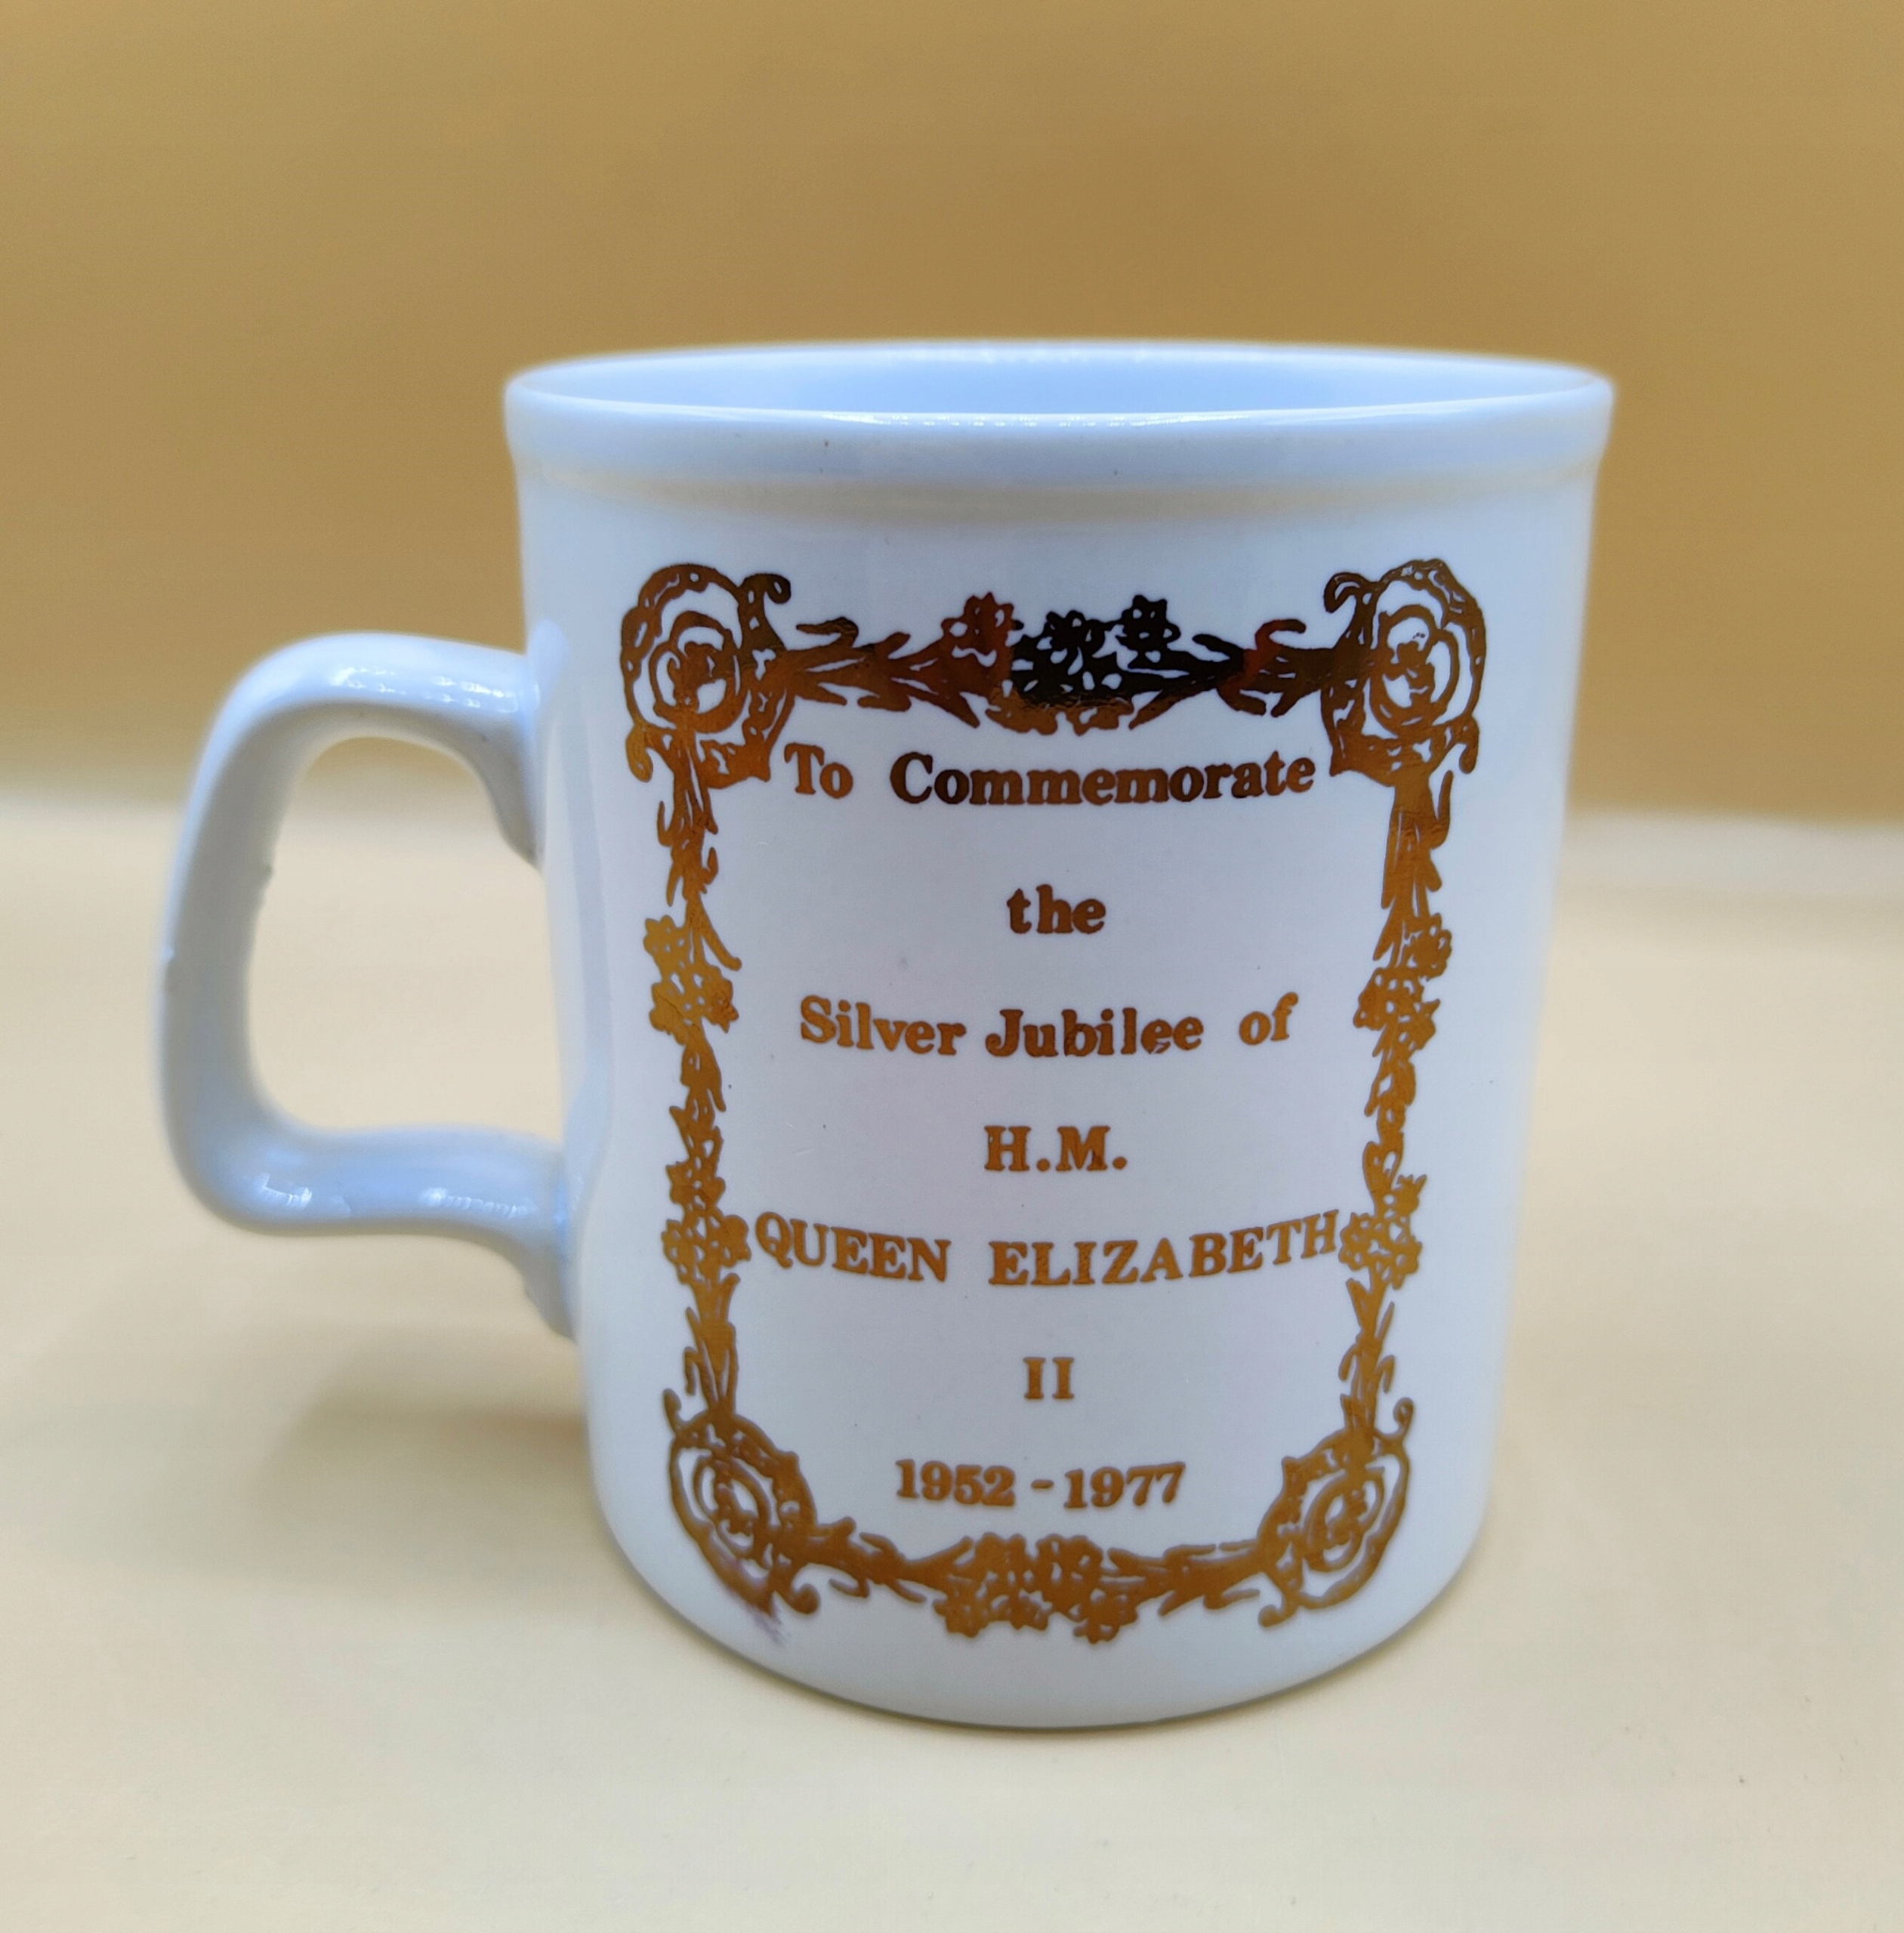 To Commemorate
the
Silver Jubilee of
H.M.
QUEEN ELIZABETH
II
1952 - 1977